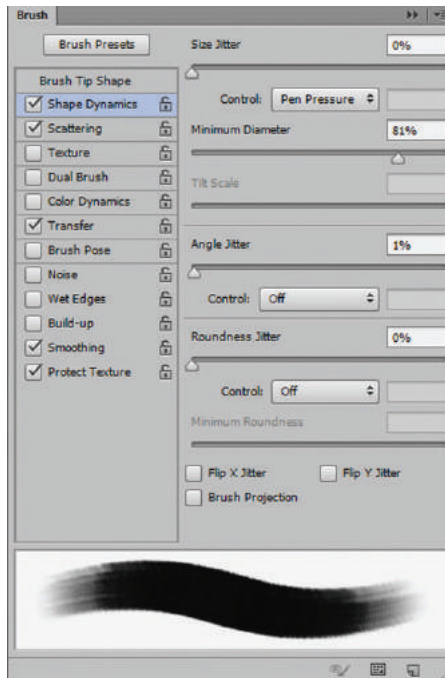 Brush
Brush Presets
Brush Tip Shape
Shape Dynamics
Scattering
Texture
Dual Brush
Color Dynamics
Transfer
Brush Pose
Noise
Wet Edges
Build-up
Smoothing
Protect Texture
Size Jitter 0%
Control: Pen Pressure
Minimum Diameter 81%
Tilt Scale
Angle Jitter 1%
Control: Off
Roundness Jitter 0%
Control: Off
Minimum Roundness
Flip X Jitter Flip Y Jitter
Brush Projection